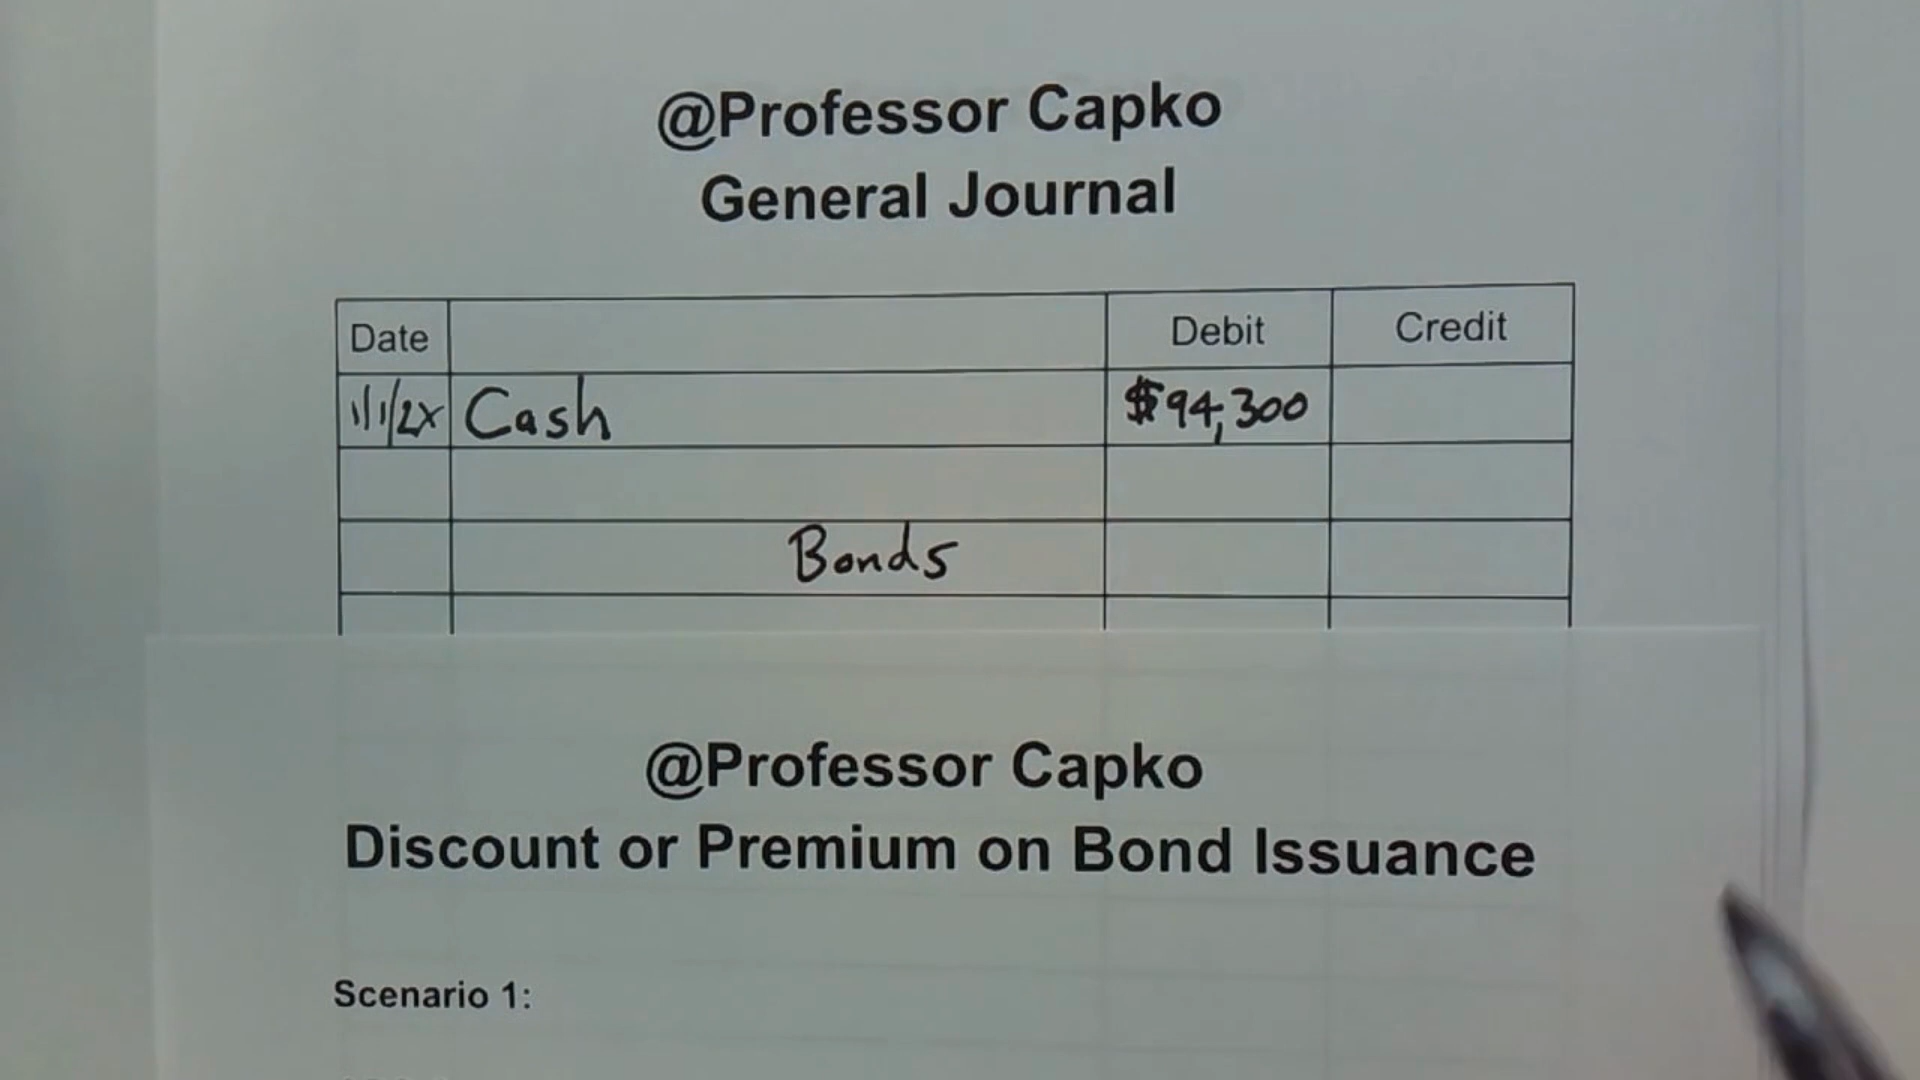 @Professor Capko
General Journal
Date Debit Credit
1/1/2X Cash $94,300
Bonds
@Professor Capko
Discount or Premium on Bond Issuance
Scenario 1: